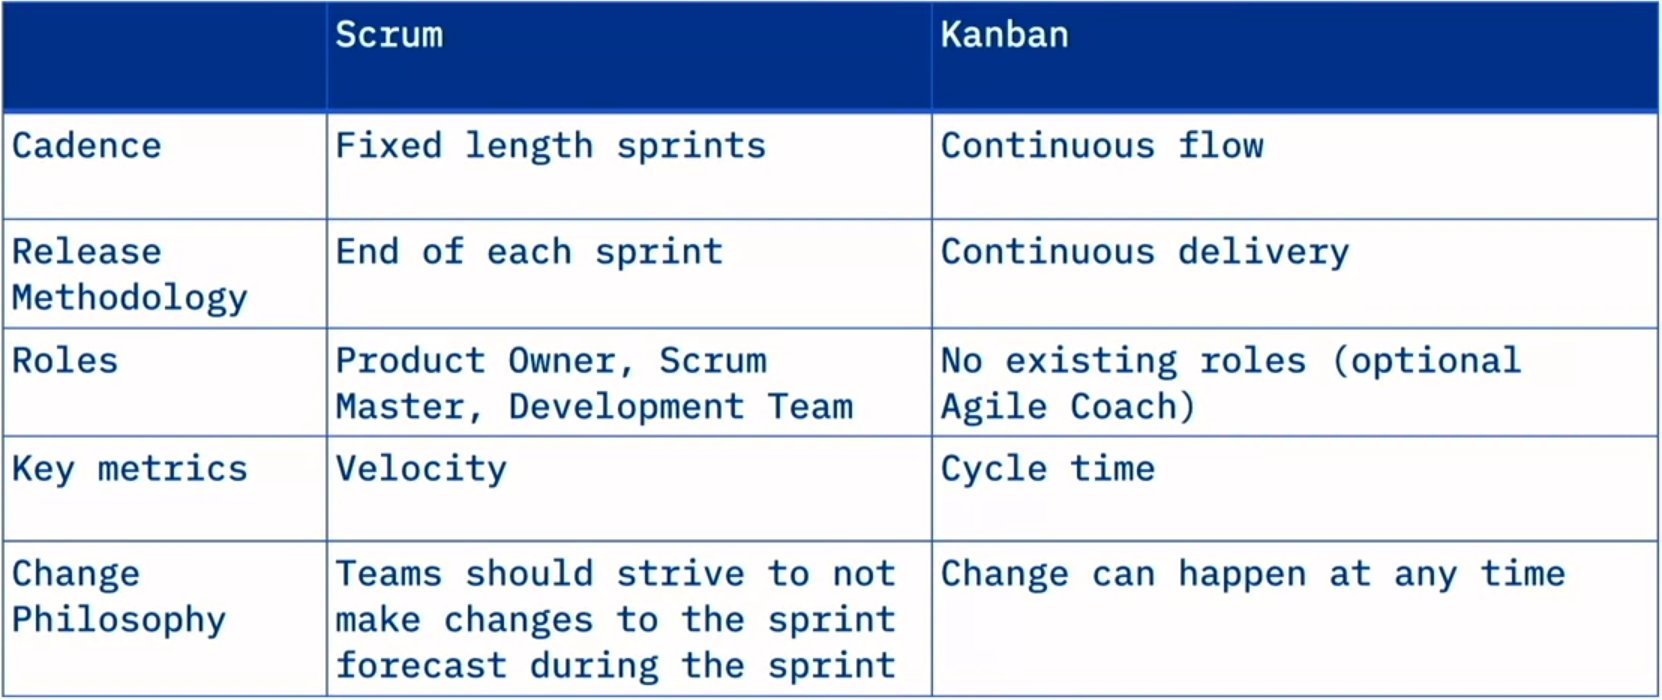 Scrum
Kanban
Cadence
Fixed length sprints
Continuous flow
Release
Methodology
End of each sprint
Continuous delivery
Roles
Product Owner, Scrum
Master, Development Team
No existing roles (optional
Agile Coach)
Key metrics
Velocity
Cycle time
Change
Philosophy
Teams should strive to not
make changes to the sprint
forecast during the sprint
Change can happen at any time